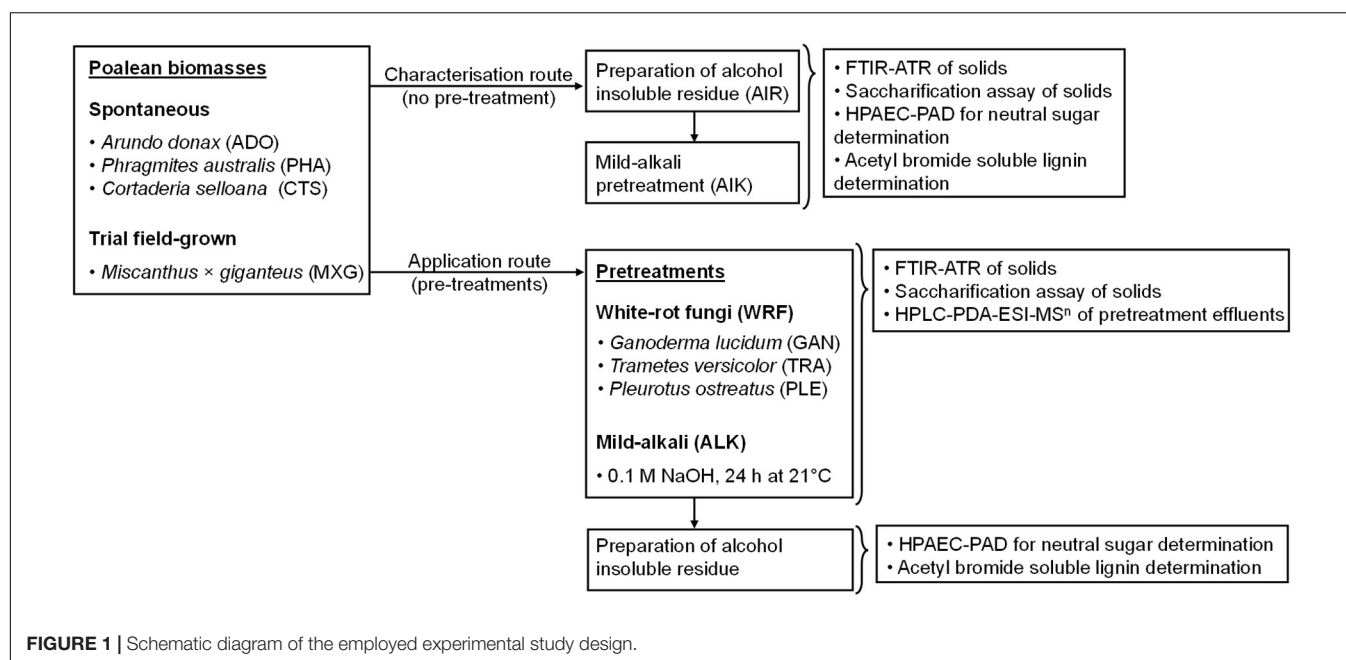 Poalean biomasses
Spontaneous
• Arundo donax (ADO)
• Phragmites australis (PHA)
• Cortaderia selloana (CTS)
Trial field-grown
• Miscanthus × giganteus (MXG)
Characterisation route
(no pre-treatment)
Preparation of alcohol
insoluble residue (AIR)
Mild-alkali
pretreatment (AIK)
• FTIR-ATR of solids
• Saccharification assay of solids
• HPAEC-PAD for neutral sugar
determination
• Acetyl bromide soluble lignin
determination
Application route
(pre-treatments)
Pretreatments
White-rot fungi (WRF)
• Ganoderma lucidum (GAN)
• Trametes versicolor (TRA)
• Pleurotus ostreatus (PLE)
Mild-alkali (ALK)
• 0.1 M NaOH, 24 h at 21°C
• FTIR-ATR of solids
• Saccharification assay of solids
• HPLC-PDA-ESI-MSⁿ of pretreatment effluents
Preparation of alcohol
insoluble residue
• HPAEC-PAD for neutral sugar determination
• Acetyl bromide soluble lignin determination
FIGURE 1 | Schematic diagram of the employed experimental study design.